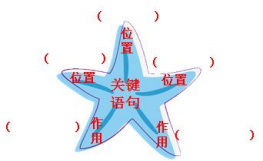 （        ）
位置
（        ）
（        ）
位置
位置
关键
语句
（        ）
作用
作用
（        ）